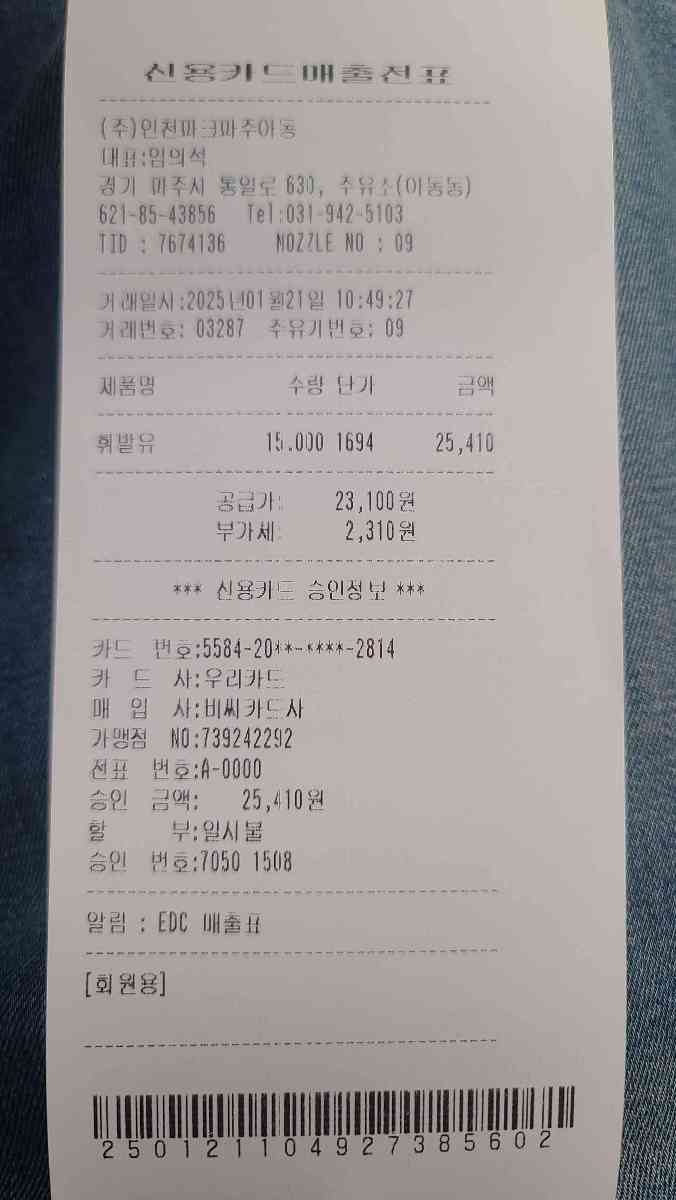 신용카드매출전표
(주)인천마크파주아동
대표:임의석
경기 파주시 통일로 630, 주유소(아동동)
621-85-43856 Tel:031-942-5103
TID : 7674136 NOZZLE NO : 09
거래일시:2025년01월21일 10:49:27
거래번호: 03287 주유기번호: 09
제품명 수량 단가 금액
휘발유 15.000 1694 25,410
공급가: 23,100원
부가세: 2,310원
*** 신용카드 승인정보 ***
카드 번호:5584-20**-****-2814
카 드 사:우리카드
매 입 사:비씨카드사
가맹점 NO:739242292
전표 번호:A-0000
승인 금액: 25,410원
할 부:일시불
승인 번호:7050 1508
알림 : EDC 매출표
[회원용]
250121104927385602